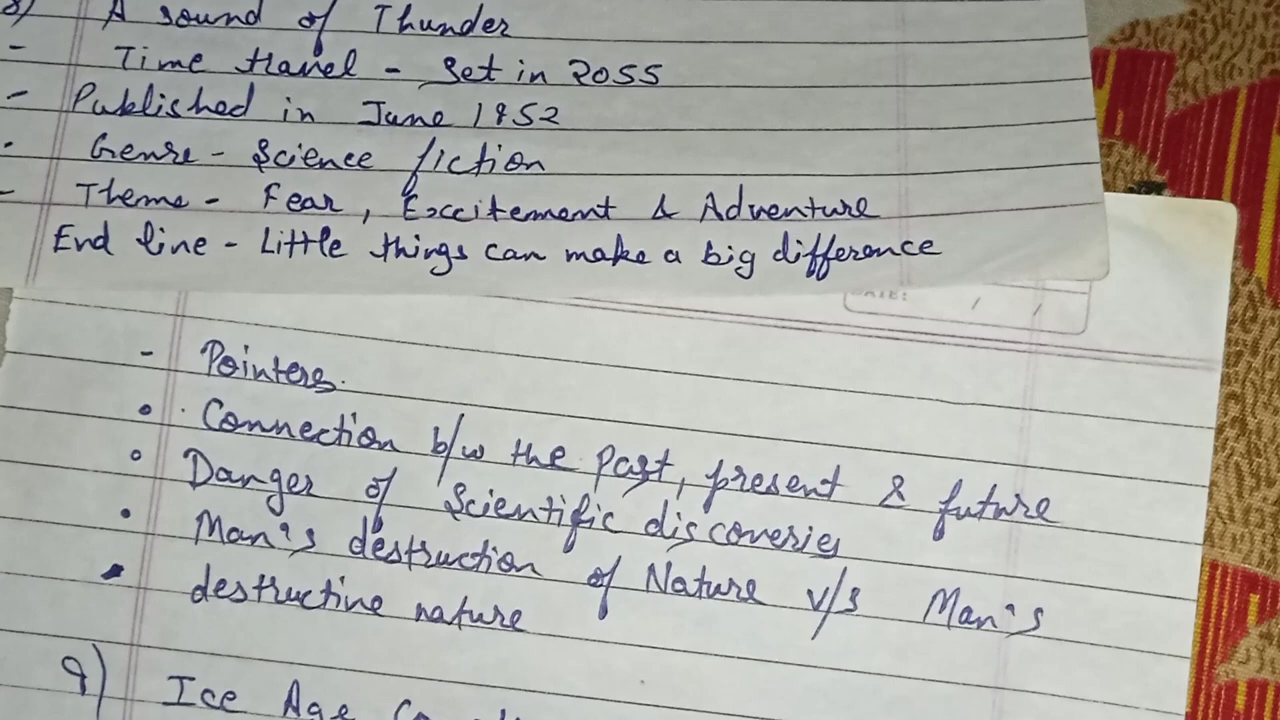 8) A sound of Thunder
- Time travel - Set in 2055
- Published in June 1952
· Genre - Science fiction
- Theme - Fear, Excitement & Adventure
End line - Little things can make a big difference
DATE: / /
- Pointers.
• Connection b/w the past, present & future
• Danger of Scientific discoveries
• Man's destruction of Nature v/s Man's
destructive nature
9) Ice Age